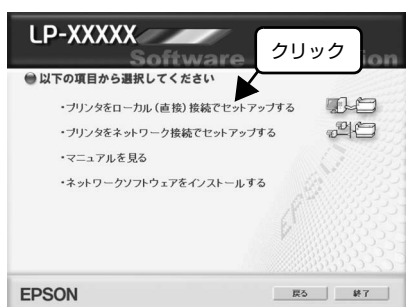 LP-XXXXX
Software
クリック
ion
以下の項目から選択してください
・プリンタをローカル(直接)接続でセットアップする
・プリンタをネットワーク接続でセットアップする
・マニュアルを見る
・ネットワークソフトウェアをインストールする
EPSON
EPSON
戻る
終了